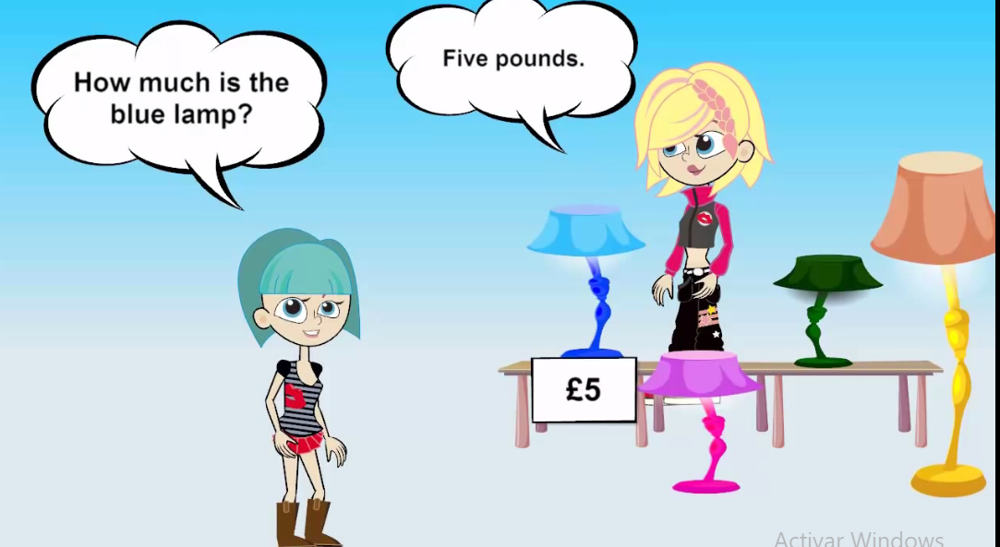 How much is the
blue lamp?
Five pounds.
£5
Activar Windows